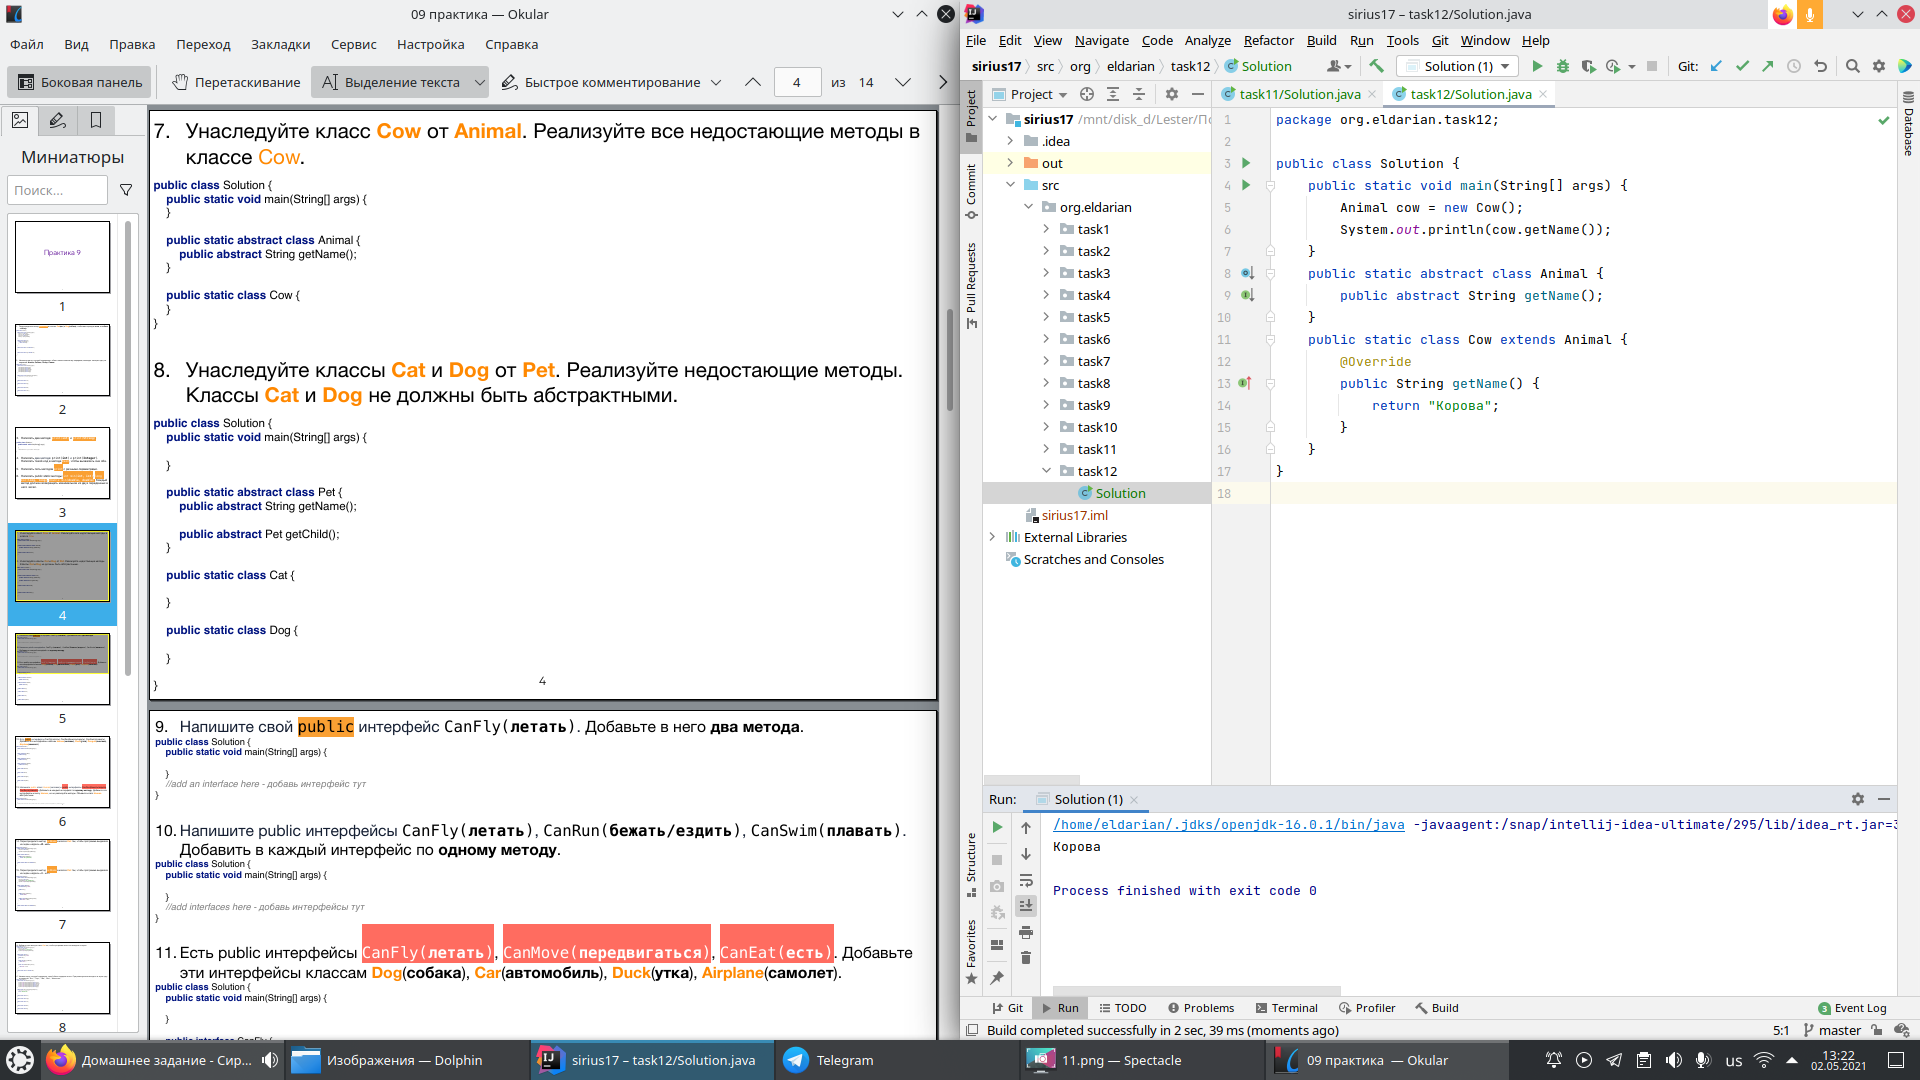 09 практика — Okular
Файл Вид Правка Переход Закладки Сервис Настройка Справка
Боковая панель Перетаскивание Выделение текста Быстрое комментирование 4 из 14
Миниатюры
Поиск...
Практика 9
1
2
3
4
5
6
7
8
7. Унаследуйте класс Cow от Animal. Реализуйте все недостающие методы в
классе Cow.
public class Solution {
public static void main(String[] args) {
}
public static abstract class Animal {
public abstract String getName();
}
public static class Cow {
}
}
8. Унаследуйте классы Cat и Dog от Pet. Реализуйте недостающие методы.
Классы Cat и Dog не должны быть абстрактными.
public class Solution {
public static void main(String[] args) {
}
public static abstract class Pet {
public abstract String getName();
public abstract Pet getChild();
}
public static class Cat {
}
public static class Dog {
}
}
4
9. Напишите свой public интерфейс CanFly(летать). Добавьте в него два метода.
public class Solution {
public static void main(String[] args) {
}
//add an interface here - добавь интерфейс тут
}
10. Напишите public интерфейсы CanFly(летать), CanRun(бежать/ездить), CanSwim(плавать).
Добавить в каждый интерфейс по одному методу.
public class Solution {
public static void main(String[] args) {
}
//add interfaces here - добавь интерфейсы тут
}
11. Есть public интерфейсы CanFly(летать), CanMove(передвигаться), CanEat(есть). Добавьте
эти интерфейсы классам Dog(собака), Car(автомобиль), Duck(утка), Airplane(самолет).
public class Solution {
public static void main(String[] args) {
}
sirius17 – task12/Solution.java
File Edit View Navigate Code Analyze Refactor Build Run Tools Git Window Help
sirius17 src org eldarian task12 Solution Solution (1) Git:
Project
Commit
Pull Requests
Structure
Favorites
Database
Project task11/Solution.java task12/Solution.java
sirius17 /mnt/disk_d/Lester/По
.idea
out
src
org.eldarian
task1
task2
task3
task4
task5
task6
task7
task8
task9
task10
task11
task12
Solution
sirius17.iml
External Libraries
Scratches and Consoles
1 package org.eldarian.task12;
2
3 public class Solution {
4 public static void main(String[] args) {
5 Animal cow = new Cow();
6 System.out.println(cow.getName());
7 }
8 public static abstract class Animal {
9 public abstract String getName();
10 }
11 public static class Cow extends Animal {
12 @Override
13 public String getName() {
14 return "Корова";
15 }
16 }
17 }
18
Run: Solution (1)
/home/eldarian/.jdks/openjdk-16.0.1/bin/java -javaagent:/snap/intellij-idea-ultimate/295/lib/idea_rt.jar=3
Корова
Process finished with exit code 0
Git Run TODO Problems Terminal Profiler Build 3 Event Log
Build completed successfully in 2 sec, 39 ms (moments ago) 5:1 master
Домашнее задание - Сир... Изображения — Dolphin sirius17 – task12/Solution.java Telegram 11.png — Spectacle 09 практика — Okular us 13:22
02.05.2021